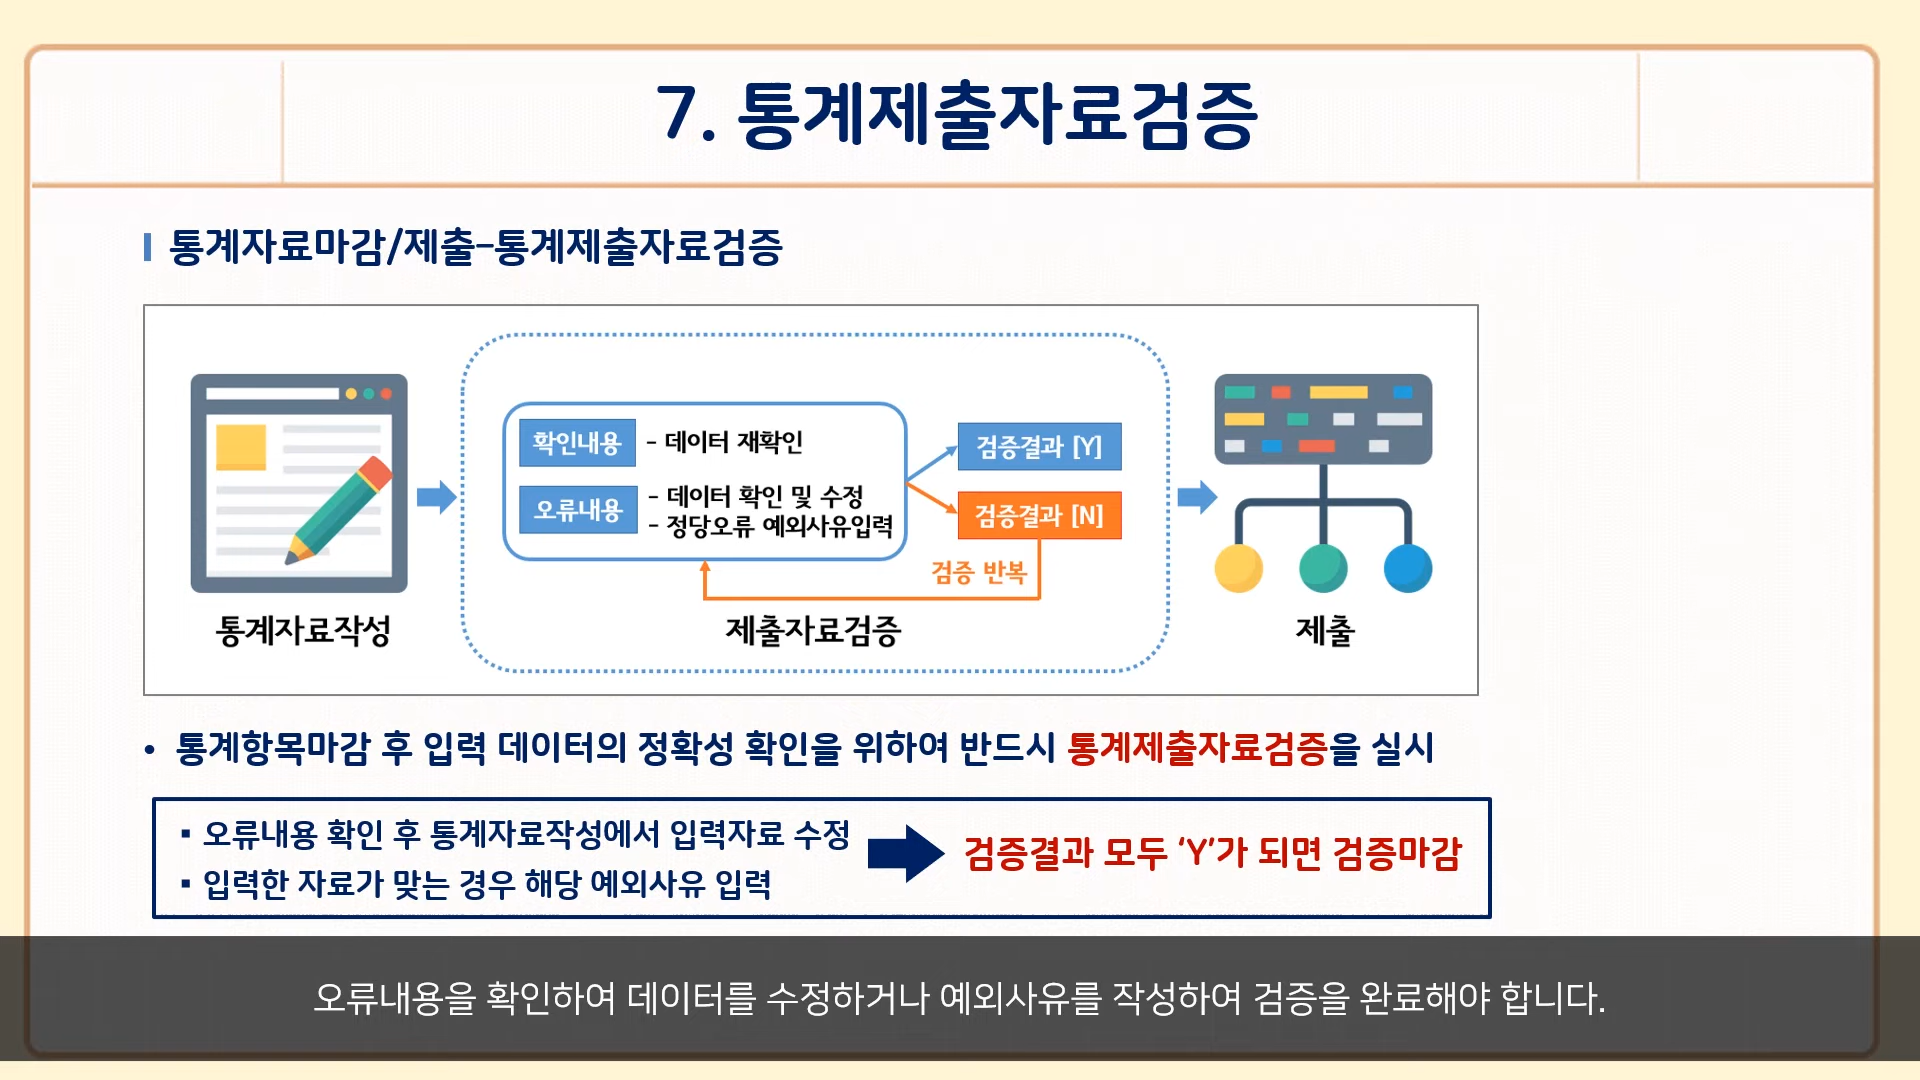 7. 통계제출자료검증
통계자료마감/제출-통계제출자료검증
확인내용 - 데이터 재확인
오류내용 - 데이터 확인 및 수정
- 정당오류 예외사유입력
검증결과 [Y]
검증결과 [N]
검증 반복
통계자료작성
제출자료검증
제출
• 통계항목마감 후 입력 데이터의 정확성 확인을 위하여 반드시 통계제출자료검증을 실시
▪ 오류내용 확인 후 통계자료작성에서 입력자료 수정
▪ 입력한 자료가 맞는 경우 해당 예외사유 입력
검증결과 모두 ‘Y’가 되면 검증마감
오류내용을 확인하여 데이터를 수정하거나 예외사유를 작성하여 검증을 완료해야 합니다.